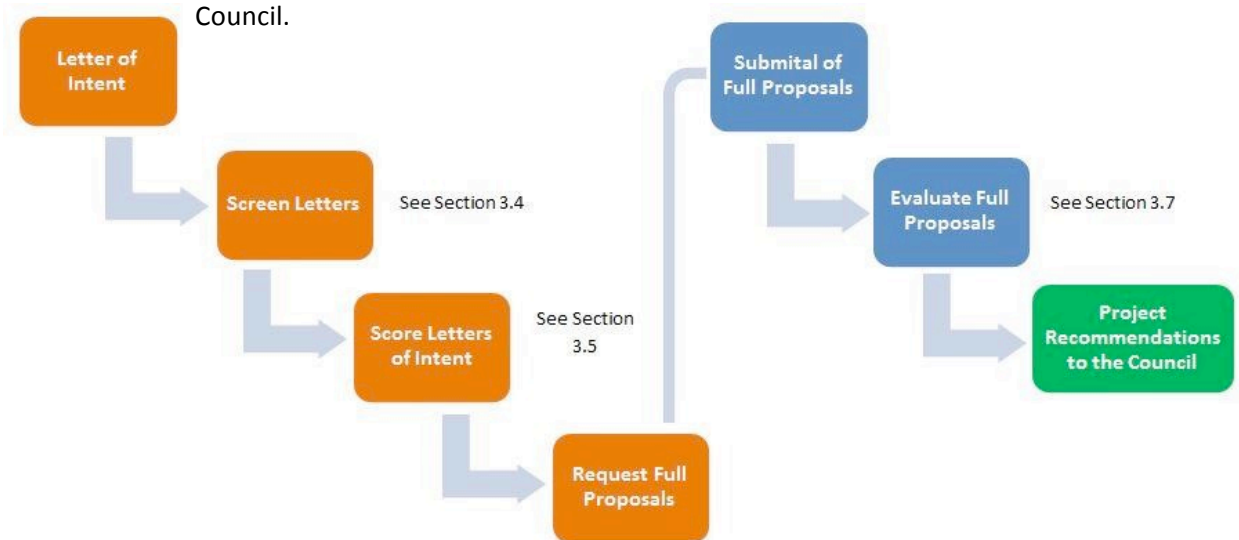 Council.
Letter of
Intent
Screen Letters
See Section 3.4
Score Letters
of Intent
See Section
3.5
Request Full
Proposals
Submital of
Full Proposals
Evaluate Full
Proposals
See Section 3.7
Project
Recommendations
to the Council